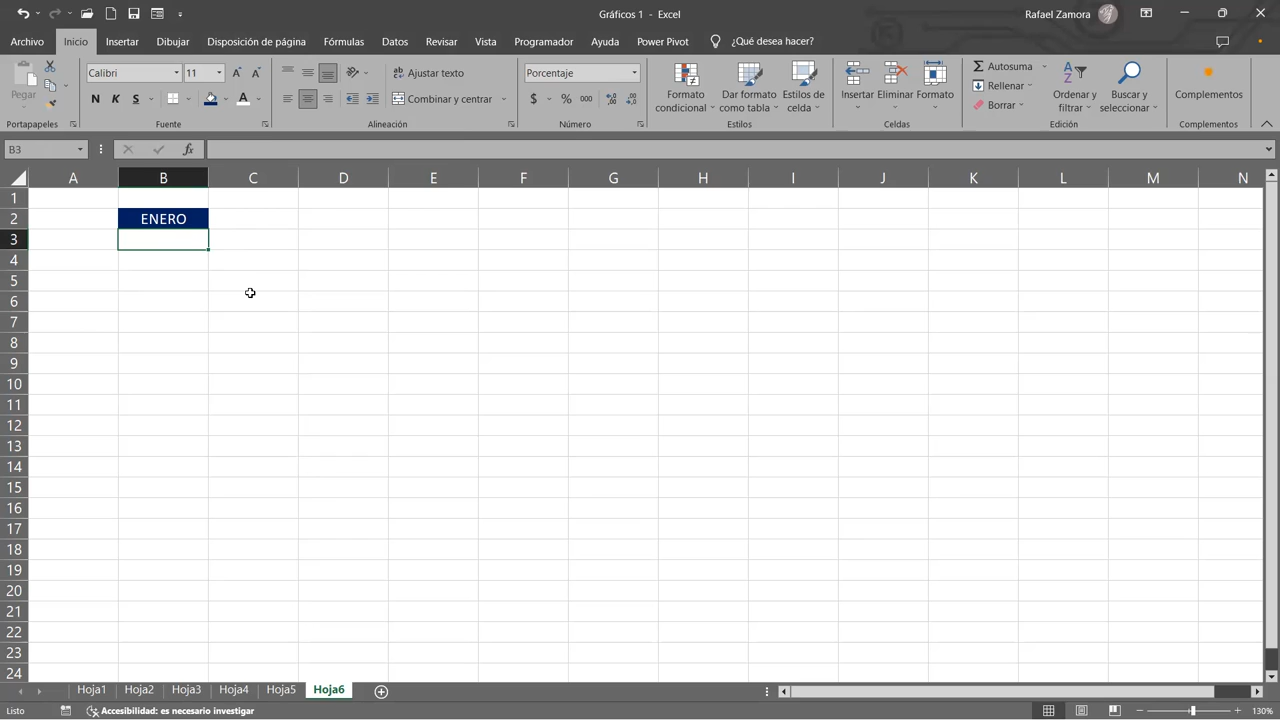 Gráficos 1 - Excel
Rafael Zamora
Archivo Inicio Insertar Dibujar Disposición de página Fórmulas Datos Revisar Vista Programador Ayuda Power Pivot ¿Qué desea hacer?
Pegar
Calibri 11
N K S
Ajustar texto
Combinar y centrar
Porcentaje
$ % 000
Formato condicional
Dar formato como tabla
Estilos de celda
Insertar Eliminar Formato
Autosuma
Rellenar
Borrar
Ordenar y filtrar
Buscar y seleccionar
Complementos
Portapapeles Fuente Alineación Número Estilos Celdas Edición Complementos
B3 fx
A B C D E F G H I J K L M N
1
2 ENERO
3
4
5
6
7
8
9
10
11
12
13
14
15
16
17
18
19
20
21
22
23
24
Hoja1 Hoja2 Hoja3 Hoja4 Hoja5 Hoja6
Listo Accesibilidad: es necesario investigar 130%